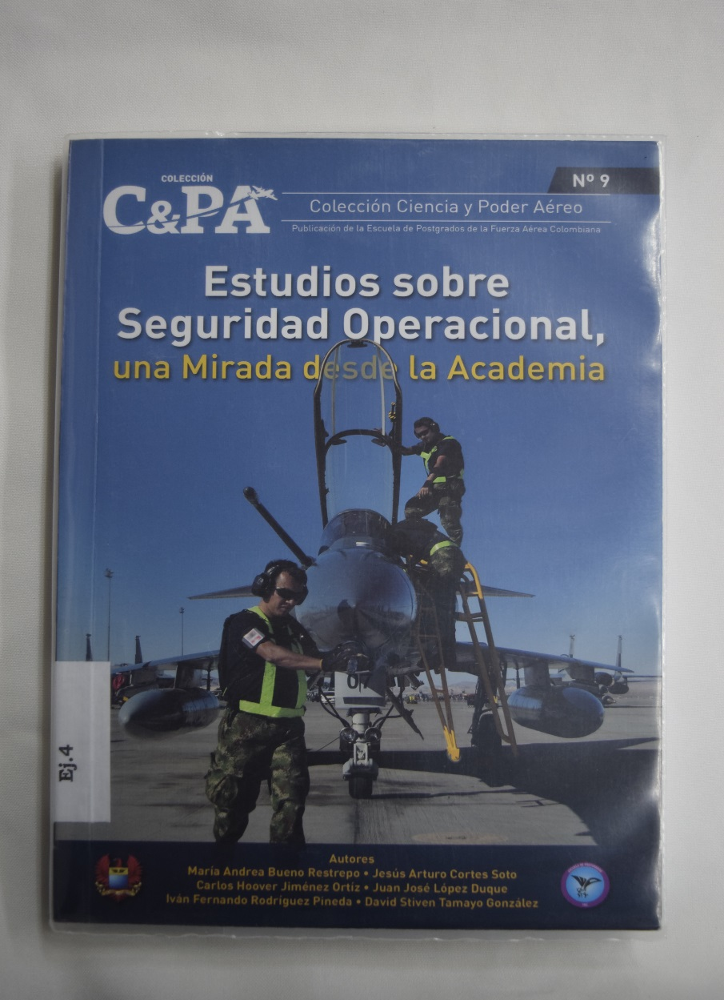 COLECCIÓN
C&PA
Nº 9
Colección Ciencia y Poder Aéreo
Publicación de la Escuela de Postgrados de la Fuerza Aérea Colombiana
Estudios sobre
Seguridad Operacional,
una Mirada desde la Academia
07
Ej.4
Autores
María Andrea Bueno Restrepo • Jesús Arturo Cortes Soto
Carlos Hoover Jiménez Ortíz • Juan José López Duque
Iván Fernando Rodríguez Pineda • David Stiven Tamayo González